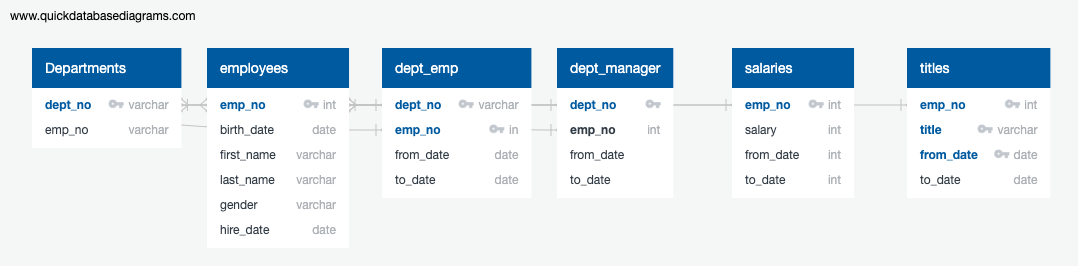 www.quickdatabasediagrams.com
Departments
dept_no varchar
emp_no varchar
employees
emp_no int
birth_date date
first_name varchar
last_name varchar
gender varchar
hire_date date
dept_emp
dept_no varchar
emp_no in
from_date date
to_date date
dept_manager
dept_no
emp_no int
from_date
to_date
salaries
emp_no int
salary int
from_date int
to_date int
titles
emp_no int
title varchar
from_date date
to_date date